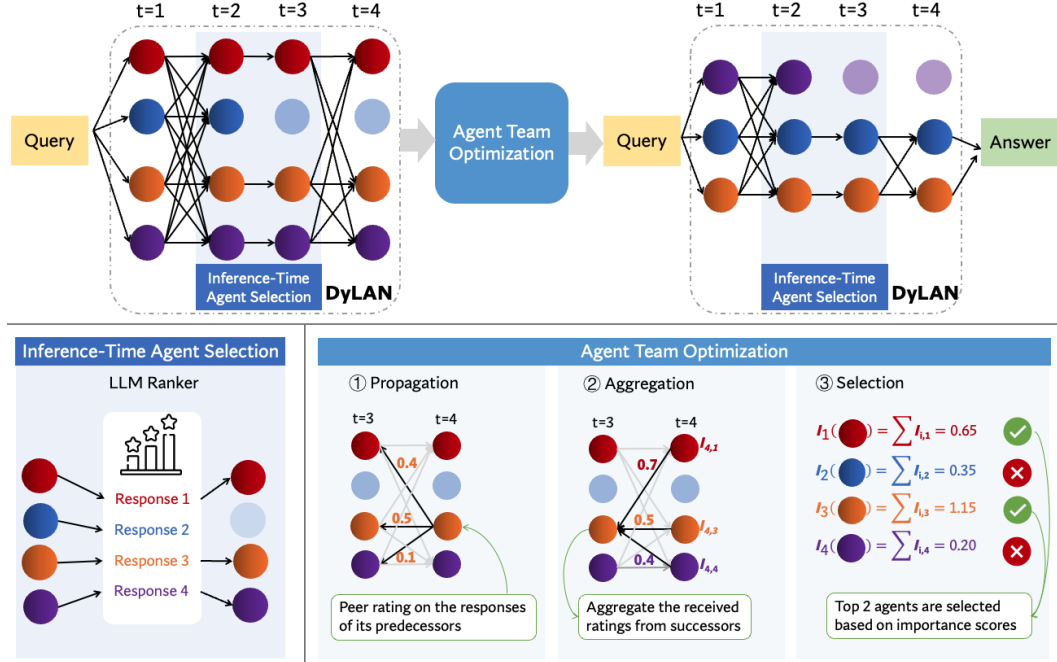 t=1 t=2 t=3 t=4
Query
Inference-Time
Agent Selection
DyLAN
Agent Team
Optimization
t=1 t=2 t=3 t=4
Query
Answer
Inference-Time
Agent Selection
DyLAN
Inference-Time Agent Selection
LLM Ranker
Response 1
Response 2
Response 3
Response 4
Agent Team Optimization
① Propagation
t=3 t=4
0.4
0.5
0.1
Peer rating on the responses
of its predecessors
② Aggregation
t=3 t=4
0.7 I4,1
0.5 I4,3
0.4 I4,4
Aggregate the received
ratings from successors
③ Selection
I1( ) = ∑ Ii,1 = 0.65
I2( ) = ∑ Ii,2 = 0.35
I3( ) = ∑ Ii,3 = 1.15
I4( ) = ∑ Ii,4 = 0.20
Top 2 agents are selected
based on importance scores